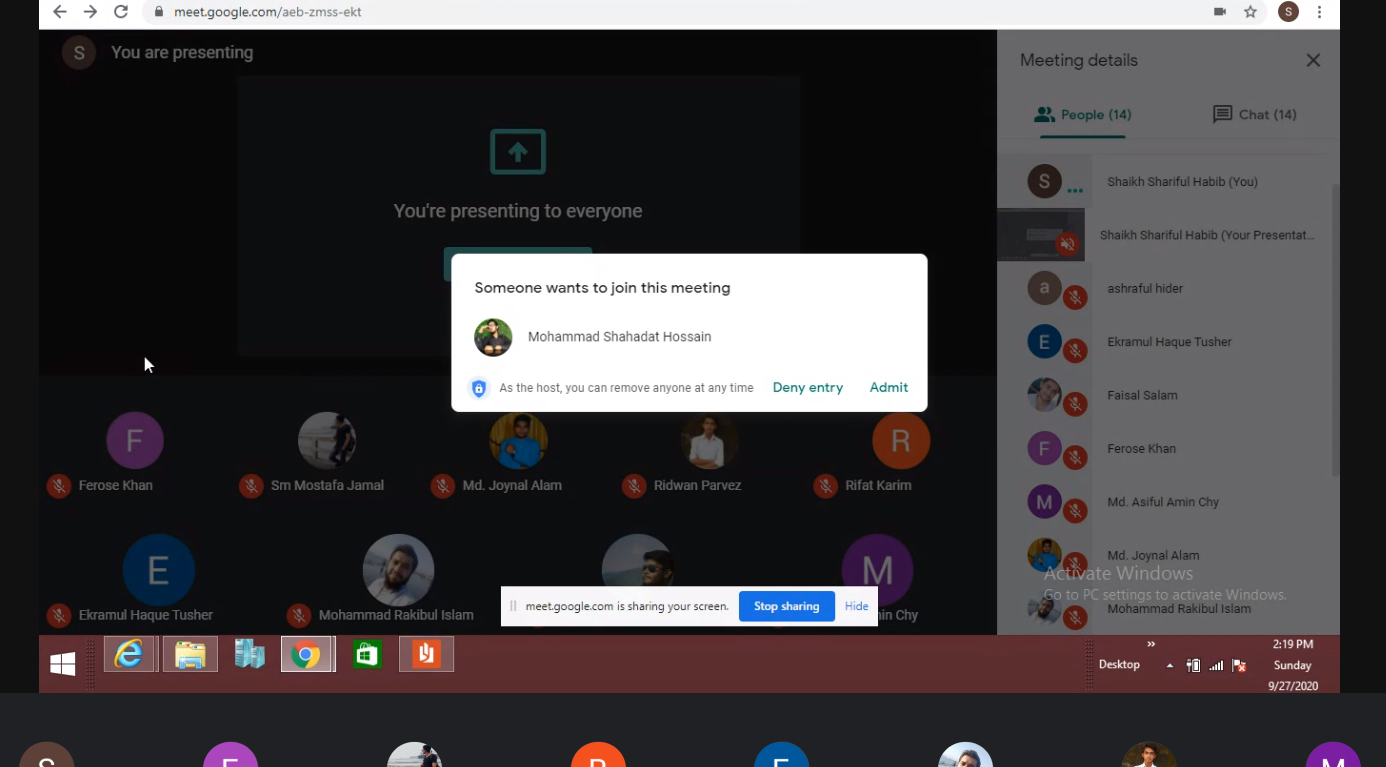 meet.google.com/aeb-zmss-ekt
S
S
You are presenting
Meeting details
People (14)
Chat (14)
You're presenting to everyone
S
Shaikh Shariful Habib (You)
Shaikh Shariful Habib (Your Presentat...
Someone wants to join this meeting
Mohammad Shahadat Hossain
As the host, you can remove anyone at any time
Deny entry
Admit
a
ashraful hider
E
Ekramul Haque Tusher
Faisal Salam
F
Ferose Khan
M
Md. Asiful Amin Chy
Md. Joynal Alam
Mohammad Rakibul Islam
F
R
Ferose Khan
Sm Mostafa Jamal
Md. Joynal Alam
Ridwan Parvez
Rifat Karim
E
M
Ekramul Haque Tusher
Mohammad Rakibul Islam
in Chy
meet.google.com is sharing your screen.
Stop sharing
Hide
Activate Windows
Go to PC settings to activate Windows.
Desktop
2:19 PM
Sunday
9/27/2020